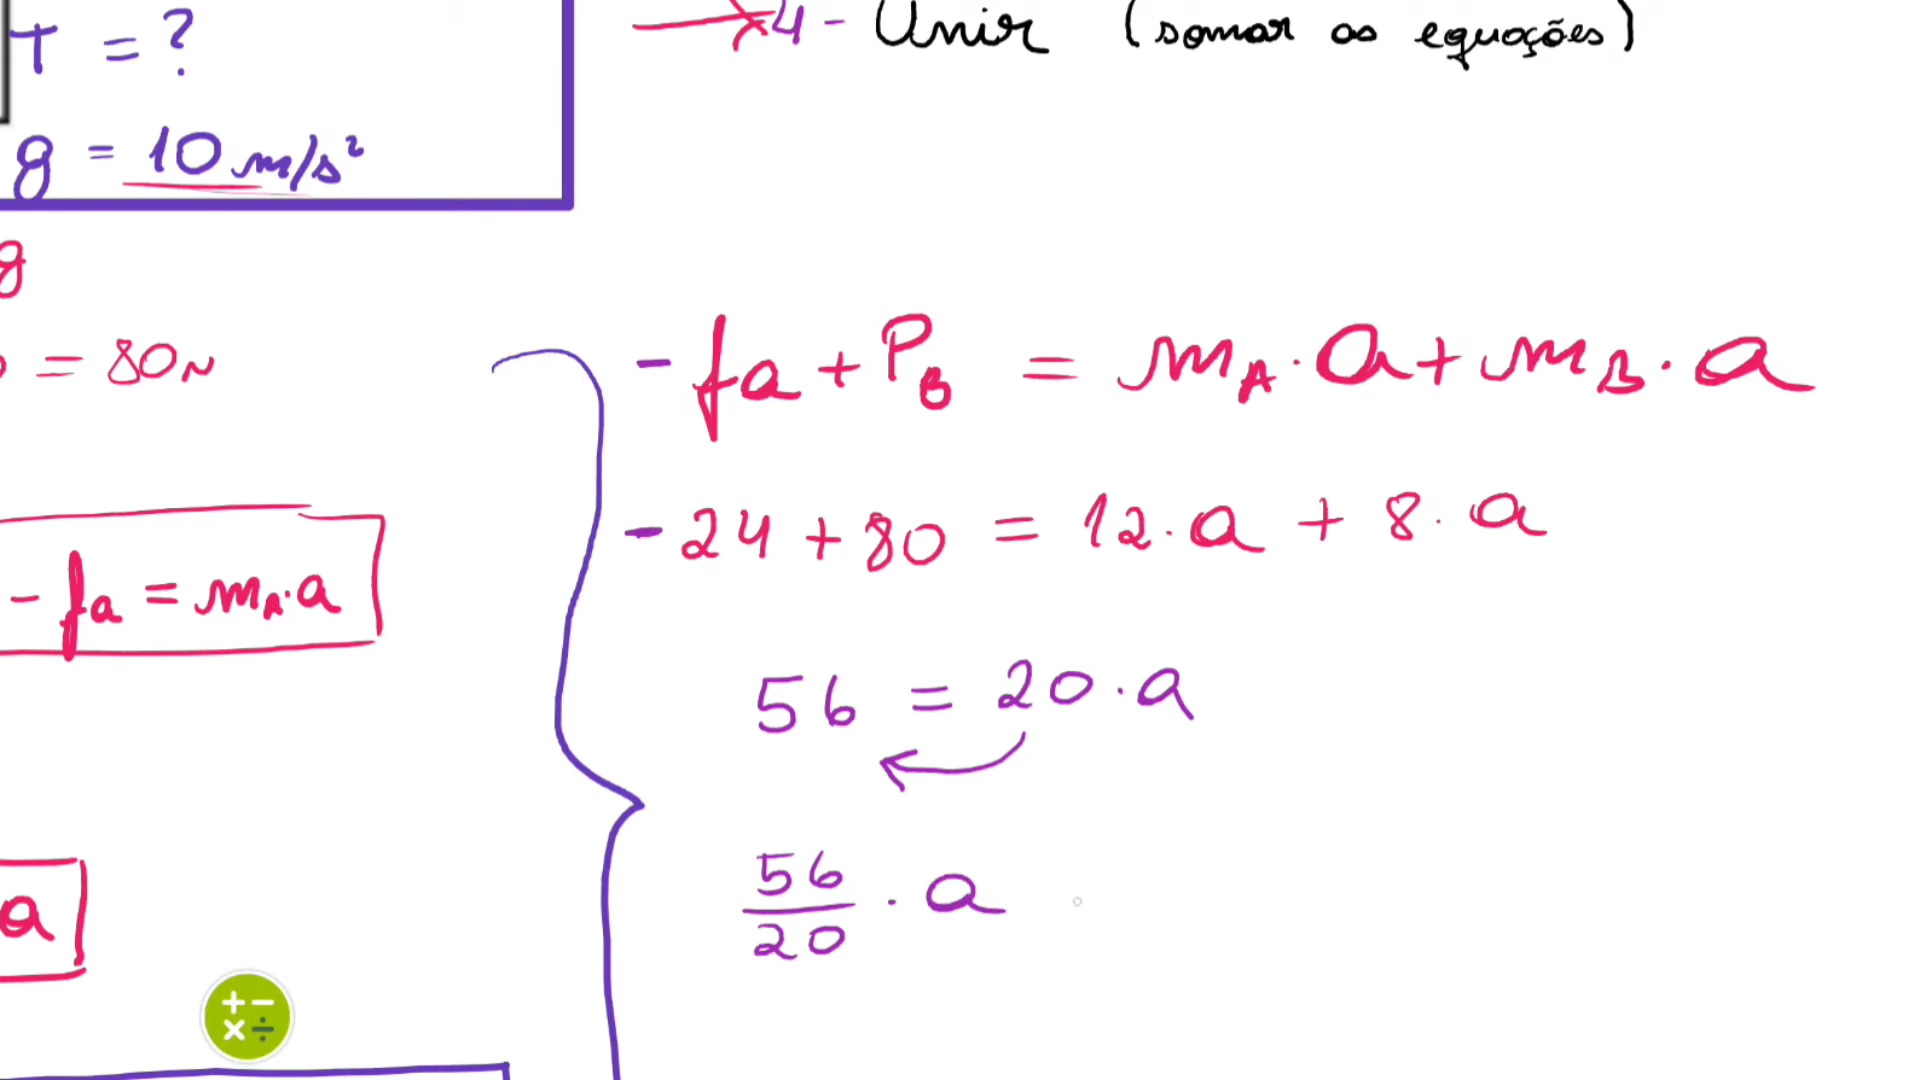 T = ?
4 - Unir (somar as equações)
g = 10 m/s²
g
= 80N
- fa + P_B = m_A · a + m_B · a
- 24 + 80 = 12 · a + 8 · a
- fa = m_A · a
56 = 20 · a
56/20 · a
a
+ − × ÷